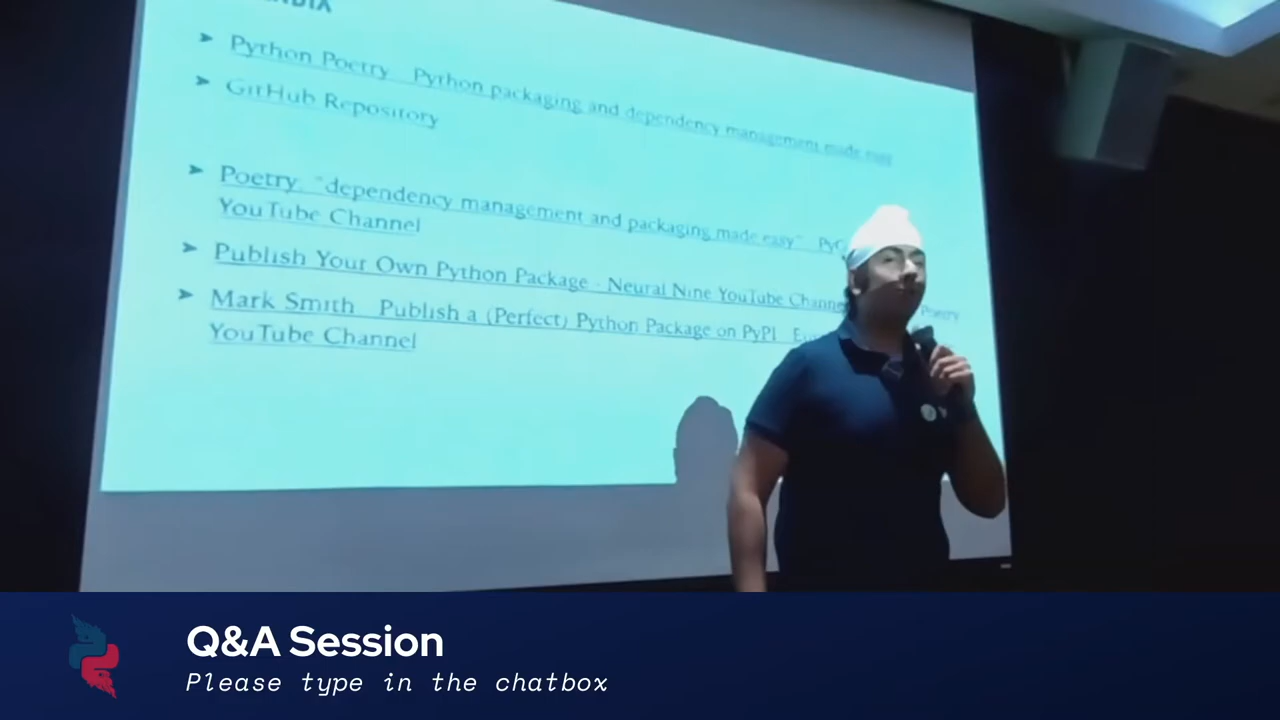 Python Poetry Python packaging and dependency management made easy
GitHub Repository
Poetry "dependency management and packaging made easy"
YouTube Channel
Publish Your Own Python Package - Neural Nine YouTube Channel
Poetry
Mark Smith Publish a (Perfect) Python Package on PyPI
YouTube Channel
Q&A Session
Please type in the chatbox